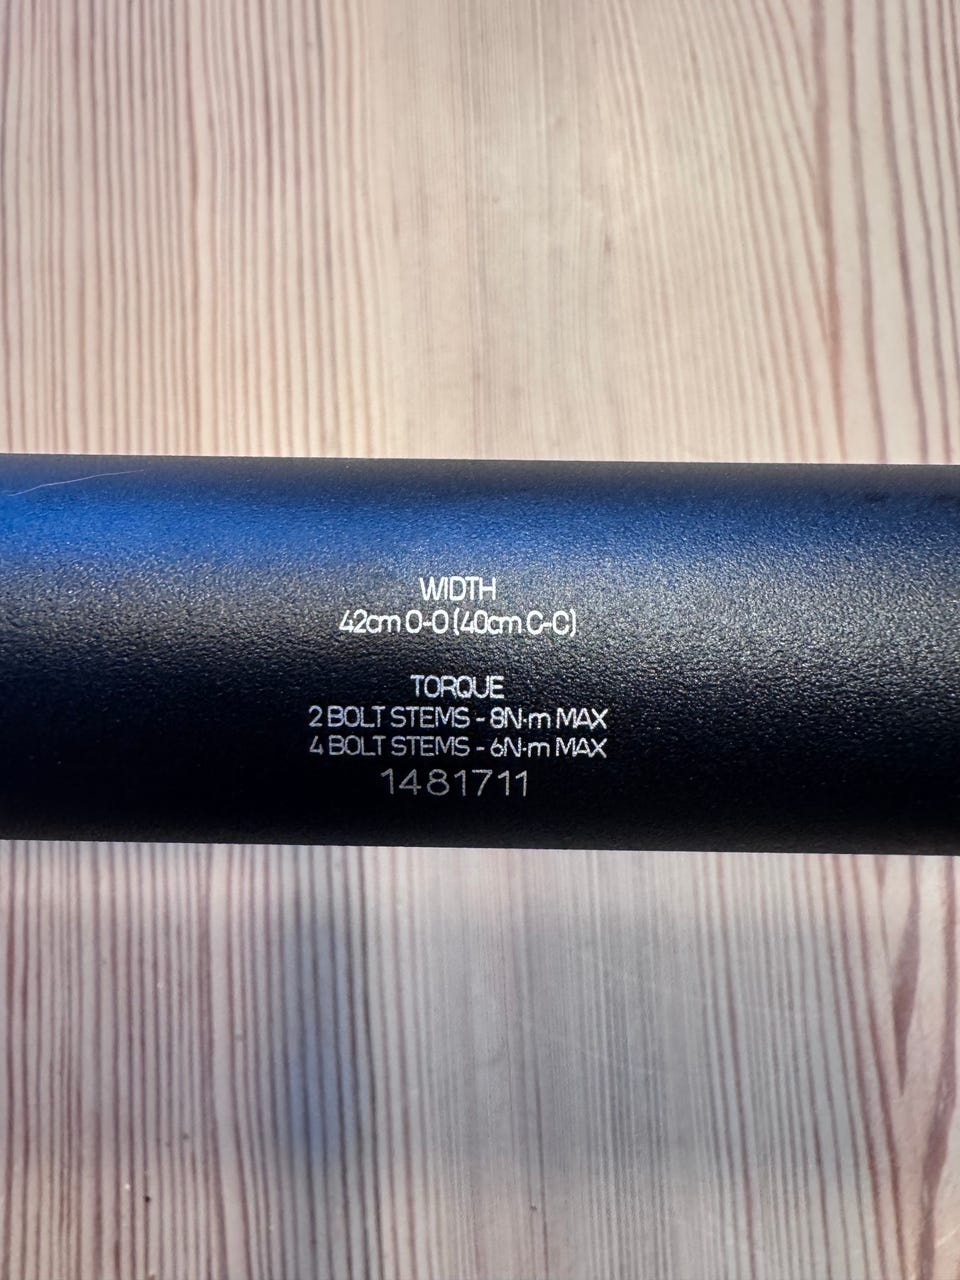 WIDTH
42cm O-O (40cm C-C)
TORQUE
2 BOLT STEMS - 8N·m MAX
4 BOLT STEMS - 6N·m MAX
1481711